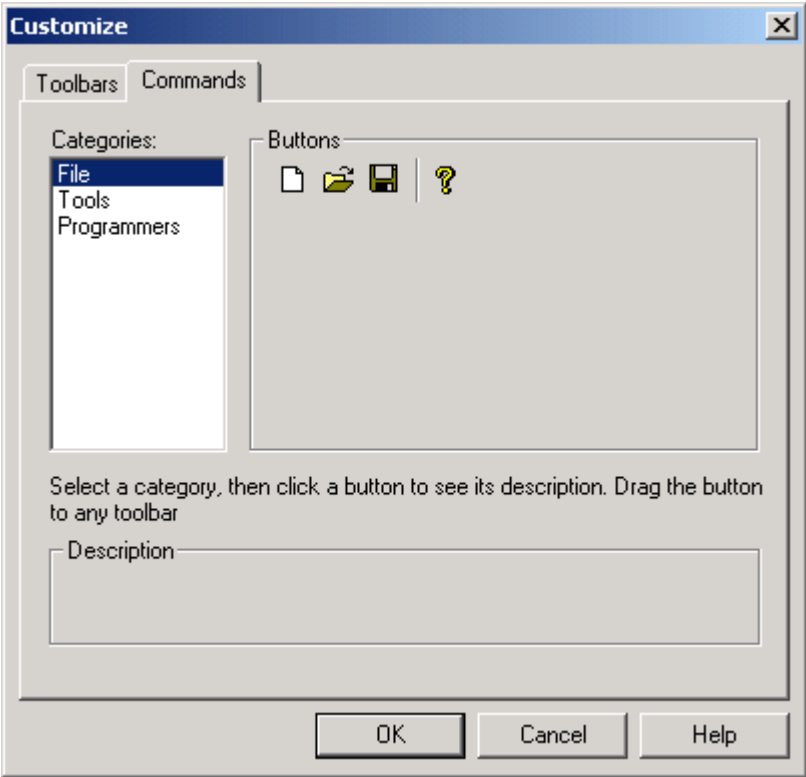 Customize
Toolbars
Commands
Categories:
File
Tools
Programmers
Buttons
Select a category, then click a button to see its description. Drag the button
to any toolbar
Description
OK
Cancel
Help